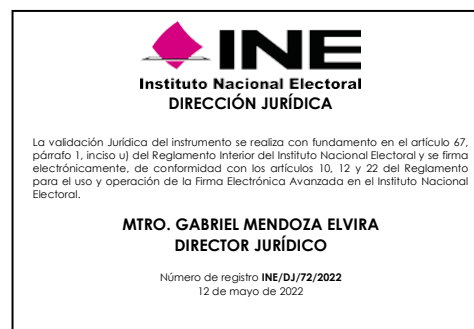 INE
Instituto Nacional Electoral
DIRECCIÓN JURÍDICA
La validación Jurídica del instrumento se realiza con fundamento en el artículo 67,
párrafo 1, inciso u) del Reglamento Interior del Instituto Nacional Electoral y se firma
electrónicamente, de conformidad con los artículos 10, 12 y 22 del Reglamento
para el uso y operación de la Firma Electrónica Avanzada en el Instituto Nacional
Electoral.
MTRO. GABRIEL MENDOZA ELVIRA
DIRECTOR JURÍDICO
Número de registro INE/DJ/72/2022
12 de mayo de 2022